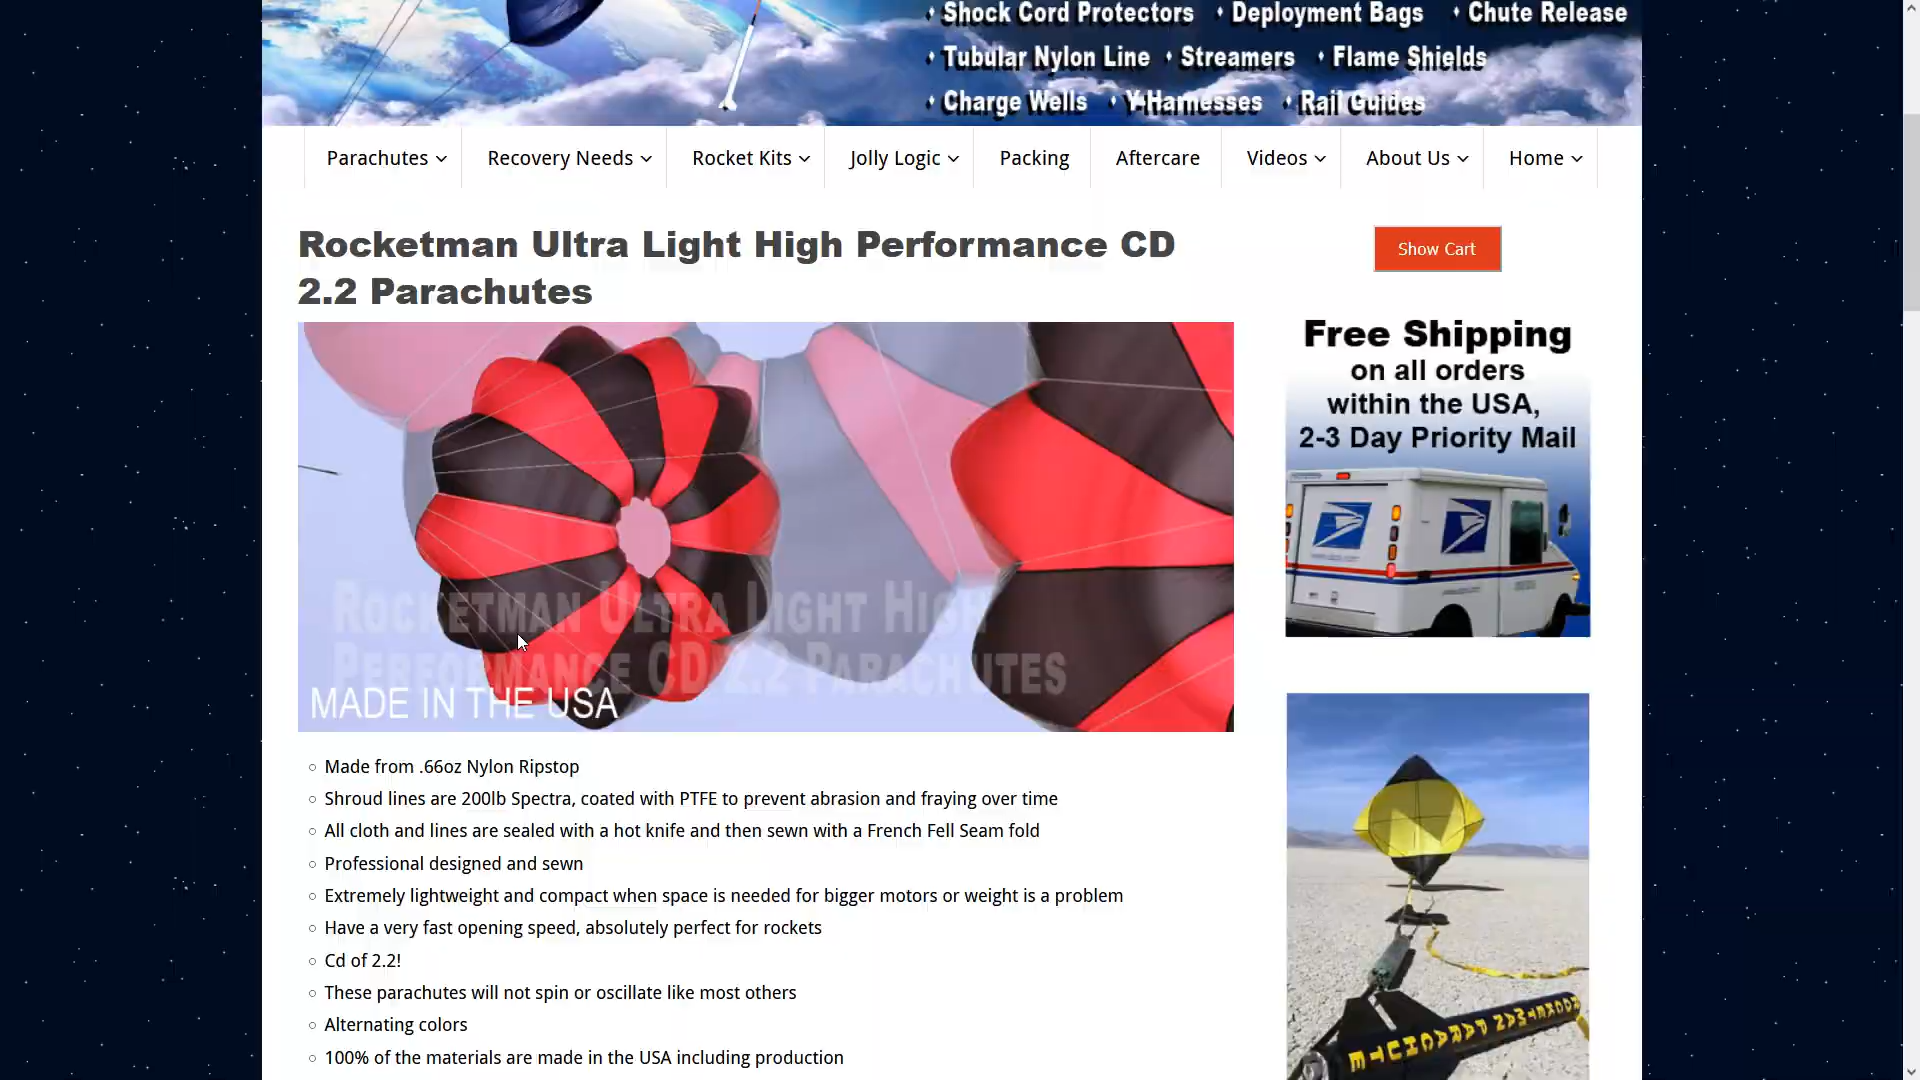 • Shock Cord Protectors • Deployment Bags • Chute Release
• Tubular Nylon Line • Streamers • Flame Shields
• Charge Wells • Y-Harnesses • Rail Guides
Parachutes Recovery Needs Rocket Kits Jolly Logic Packing Aftercare Videos About Us Home
Rocketman Ultra Light High Performance CD
2.2 Parachutes
Show Cart
Free Shipping
on all orders
within the USA,
2-3 Day Priority Mail
Rocketman Ultra Light High
Performance CD 2.2 Parachutes
MADE IN THE USA
○ Made from .66oz Nylon Ripstop
○ Shroud lines are 200lb Spectra, coated with PTFE to prevent abrasion and fraying over time
○ All cloth and lines are sealed with a hot knife and then sewn with a French Fell Seam fold
○ Professional designed and sewn
○ Extremely lightweight and compact when space is needed for bigger motors or weight is a problem
○ Have a very fast opening speed, absolutely perfect for rockets
○ Cd of 2.2!
○ These parachutes will not spin or oscillate like most others
○ Alternating colors
○ 100% of the materials are made in the USA including production
ROCKETMAN PARACHUTE